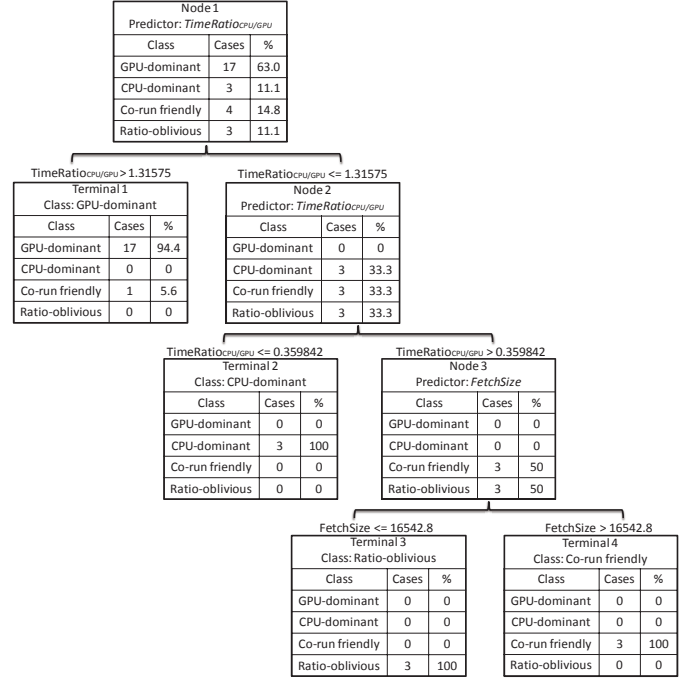 Node 1
Predictor: TimeRatioCPU/GPU
Class Cases %
GPU-dominant 17 63.0
CPU-dominant 3 11.1
Co-run friendly 4 14.8
Ratio-oblivious 3 11.1
TimeRatioCPU/GPU > 1.31575
TimeRatioCPU/GPU <= 1.31575
Terminal 1
Class: GPU-dominant
Class Cases %
GPU-dominant 17 94.4
CPU-dominant 0 0
Co-run friendly 1 5.6
Ratio-oblivious 0 0
Node 2
Predictor: TimeRatioCPU/GPU
Class Cases %
GPU-dominant 0 0
CPU-dominant 3 33.3
Co-run friendly 3 33.3
Ratio-oblivious 3 33.3
TimeRatioCPU/GPU <= 0.359842
TimeRatioCPU/GPU > 0.359842
Terminal 2
Class: CPU-dominant
Class Cases %
GPU-dominant 0 0
CPU-dominant 3 100
Co-run friendly 0 0
Ratio-oblivious 0 0
Node 3
Predictor: FetchSize
Class Cases %
GPU-dominant 0 0
CPU-dominant 0 0
Co-run friendly 3 50
Ratio-oblivious 3 50
FetchSize <= 16542.8
FetchSize > 16542.8
Terminal 3
Class: Ratio-oblivious
Class Cases %
GPU-dominant 0 0
CPU-dominant 0 0
Co-run friendly 0 0
Ratio-oblivious 3 100
Terminal 4
Class: Co-run friendly
Class Cases %
GPU-dominant 0 0
CPU-dominant 0 0
Co-run friendly 3 100
Ratio-oblivious 0 0